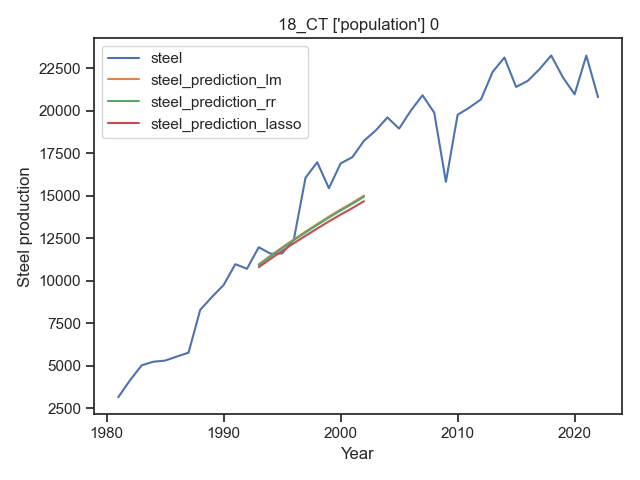 18_CT ['population'] 0
steel
steel_prediction_lm
steel_prediction_rr
steel_prediction_lasso
Steel production
22500
20000
17500
15000
12500
10000
7500
5000
2500
1980 1990 2000 2010 2020
Year